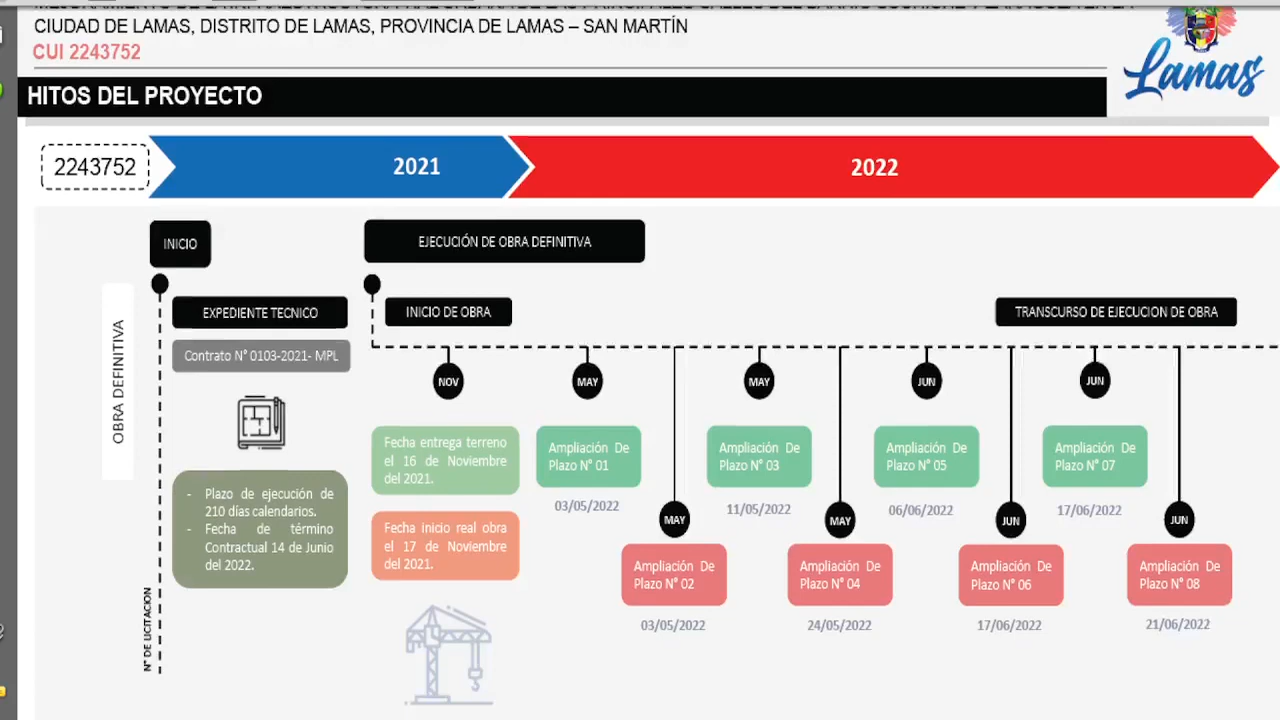 CIUDAD DE LAMAS, DISTRITO DE LAMAS, PROVINCIA DE LAMAS – SAN MARTÍN
CUI 2243752
Lamas
HITOS DEL PROYECTO
2243752
2021
2022
INICIO
EJECUCIÓN DE OBRA DEFINITIVA
OBRA DEFINITIVA
N° DE LICITACION
EXPEDIENTE TECNICO
Contrato N° 0103-2021- MPL
- Plazo de ejecución de
210 días calendarios.
- Fecha de término
Contractual 14 de Junio
del 2022.
INICIO DE OBRA
TRANSCURSO DE EJECUCION DE OBRA
NOV
Fecha entrega terreno
el 16 de Noviembre
del 2021.
Fecha inicio real obra
el 17 de Noviembre
del 2021.
MAY
Ampliación De
Plazo N° 01
03/05/2022
MAY
Ampliación De
Plazo N° 02
03/05/2022
MAY
Ampliación De
Plazo N° 03
11/05/2022
MAY
Ampliación De
Plazo N° 04
24/05/2022
JUN
Ampliación De
Plazo N° 05
06/06/2022
JUN
Ampliación De
Plazo N° 06
17/06/2022
JUN
Ampliación De
Plazo N° 07
17/06/2022
JUN
Ampliación De
Plazo N° 08
21/06/2022